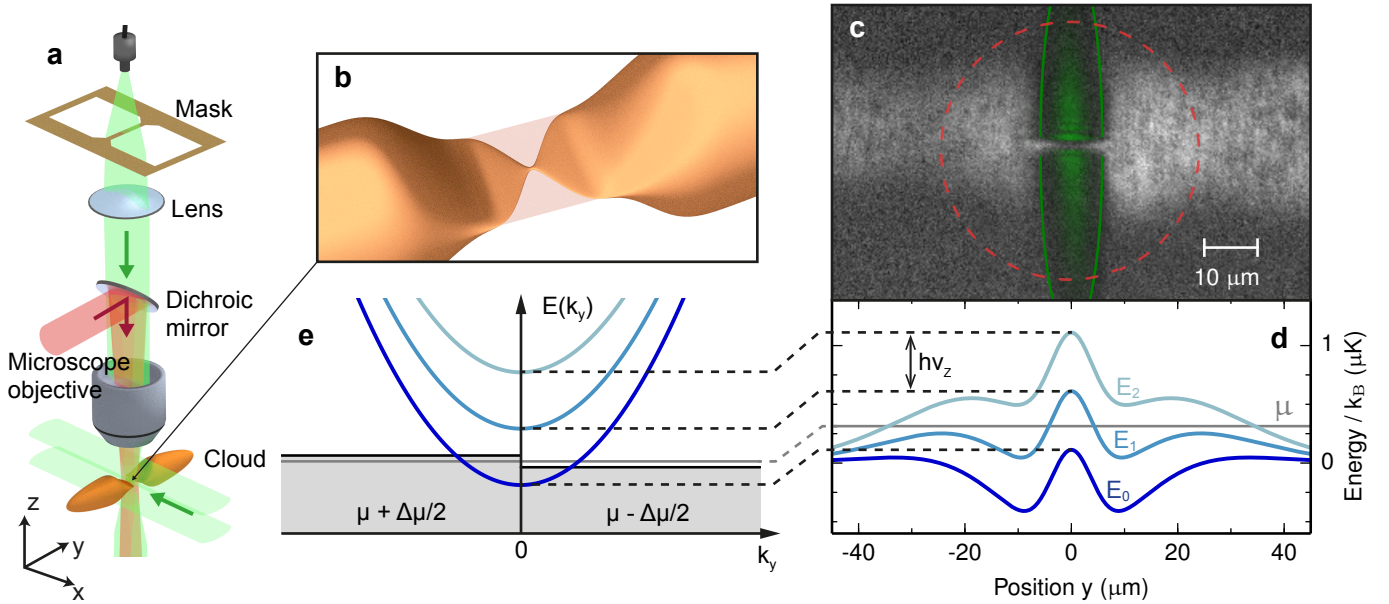 a
Mask
Lens
Dichroic
mirror
Microscope
objective
Cloud
z
y
x
b
c
10 μm
e
E(k_y)
μ + Δμ/2
μ - Δμ/2
0
k_y
d
hν_z
E_2
E_1
E_0
μ
1
0
Energy / k_B (μK)
-40
-20
0
20
40
Position y (μm)